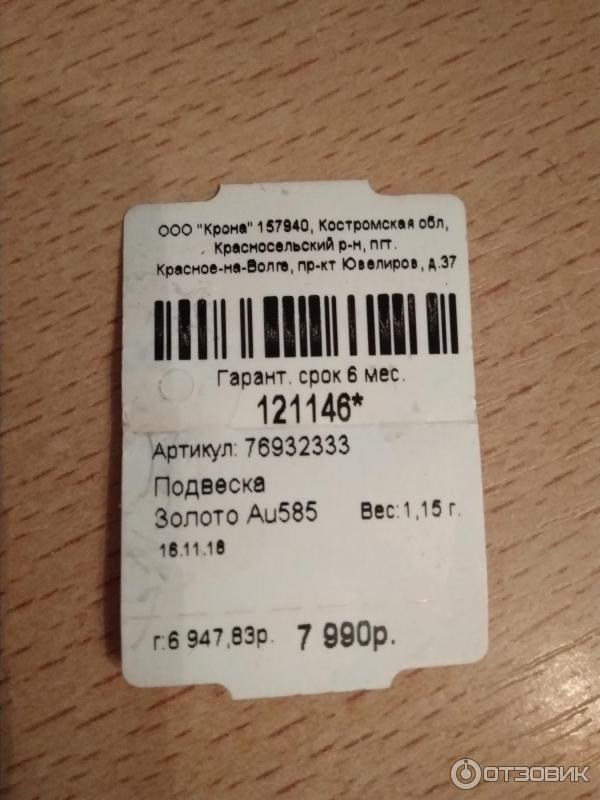 ООО "Крона" 157940, Костромская обл,
Красносельский р-н, пгт.
Красное-на-Волге, пр-кт Ювелиров, д.37
Гарант. срок 6 мес.
121146*
Артикул: 76932333
Подвеска
Золото Au585 Вес:1,15 г.
16.11.16
г:6 947,83р. 7 990р.
ОТЗОВИК